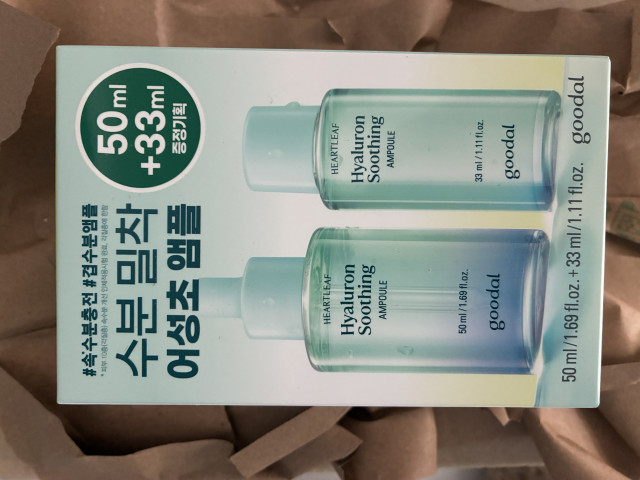 #속수분충전 #겉수분앰플
수분 밀착
어성초 앰플
50ml
+33ml
증정기획
HEARTLEAF
Hyaluron
Soothing
AMPOULE
50 ml / 1.69 fl.oz.
goodal
HEARTLEAF
Hyaluron
Soothing
AMPOULE
33 ml / 1.11 fl.oz.
goodal
50 ml / 1.69 fl.oz. + 33 ml / 1.11 fl.oz.
goodal